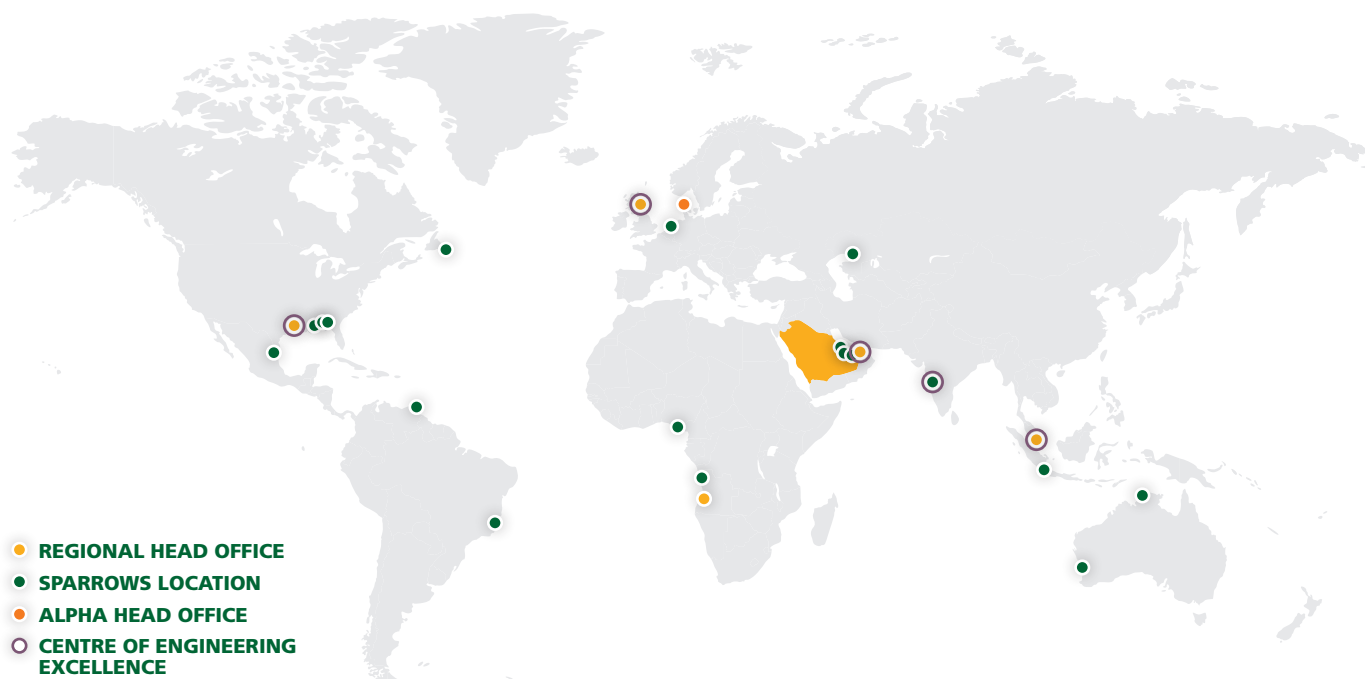 REGIONAL HEAD OFFICE
SPARROWS LOCATION
ALPHA HEAD OFFICE
CENTRE OF ENGINEERING
EXCELLENCE